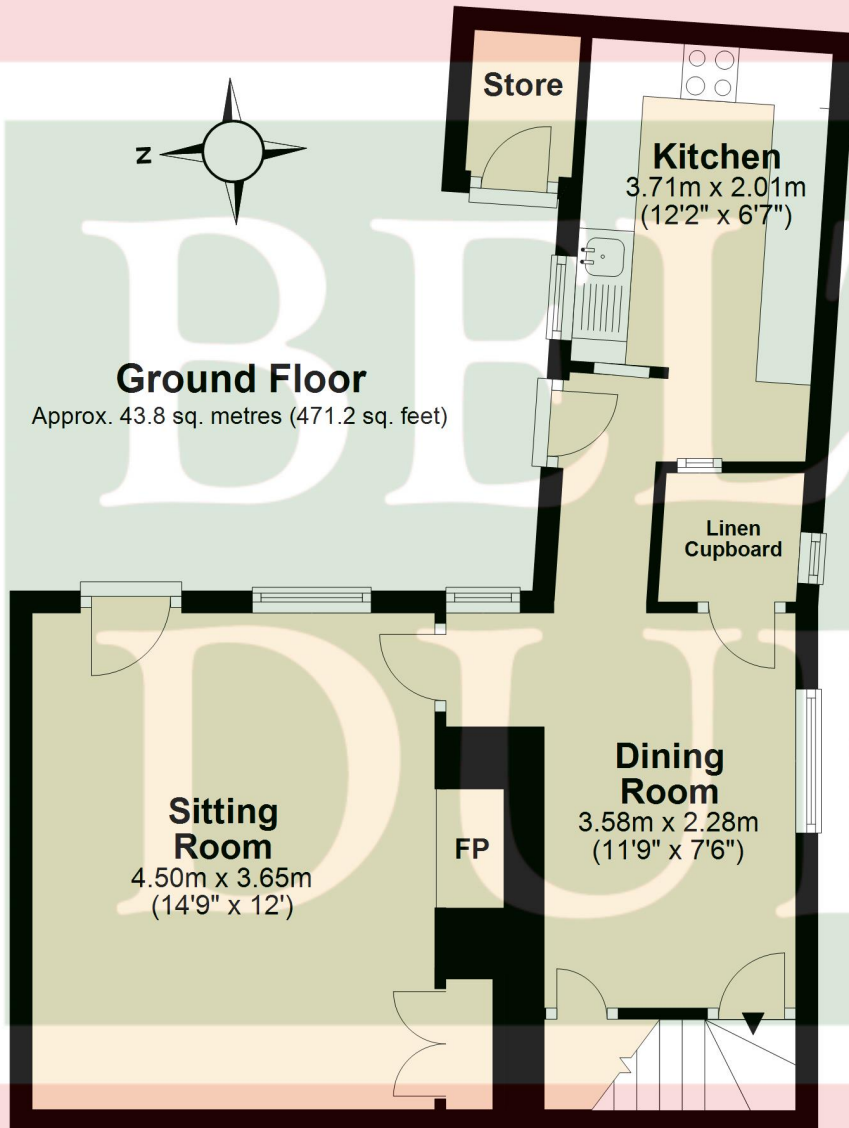 Store
Kitchen
3.71m x 2.01m
(12'2" x 6'7")
N
Ground Floor
Approx. 43.8 sq. metres (471.2 sq. feet)
Linen
Cupboard
Dining
Room
3.58m x 2.28m
(11'9" x 7'6")
Sitting
Room
4.50m x 3.65m
(14'9" x 12')
FP